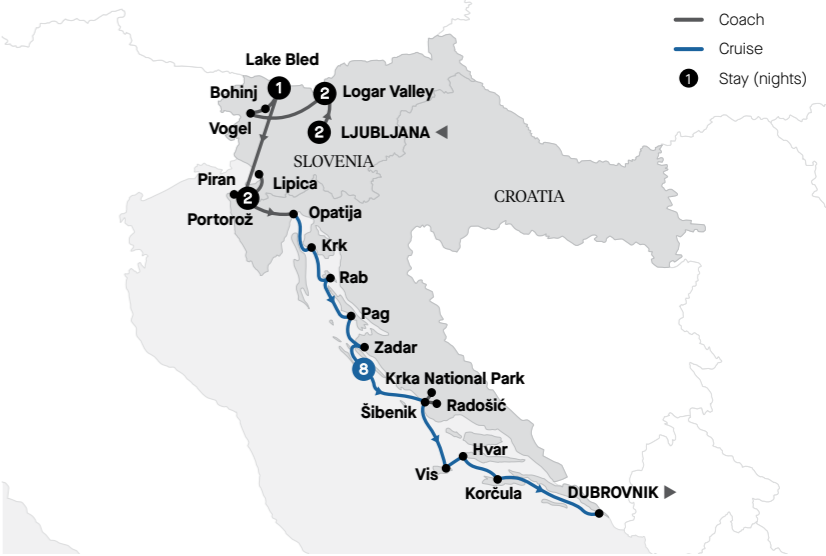 Coach
Cruise
1 Stay (nights)
Lake Bled
1
Bohinj
2 Logar Valley
Vogel
2 LJUBLJANA
SLOVENIA
Piran
Lipica
2
CROATIA
Portorož
Opatija
Krk
Rab
Pag
Zadar
8
Krka National Park
Šibenik
Radošić
Hvar
Vis
Korčula
DUBROVNIK